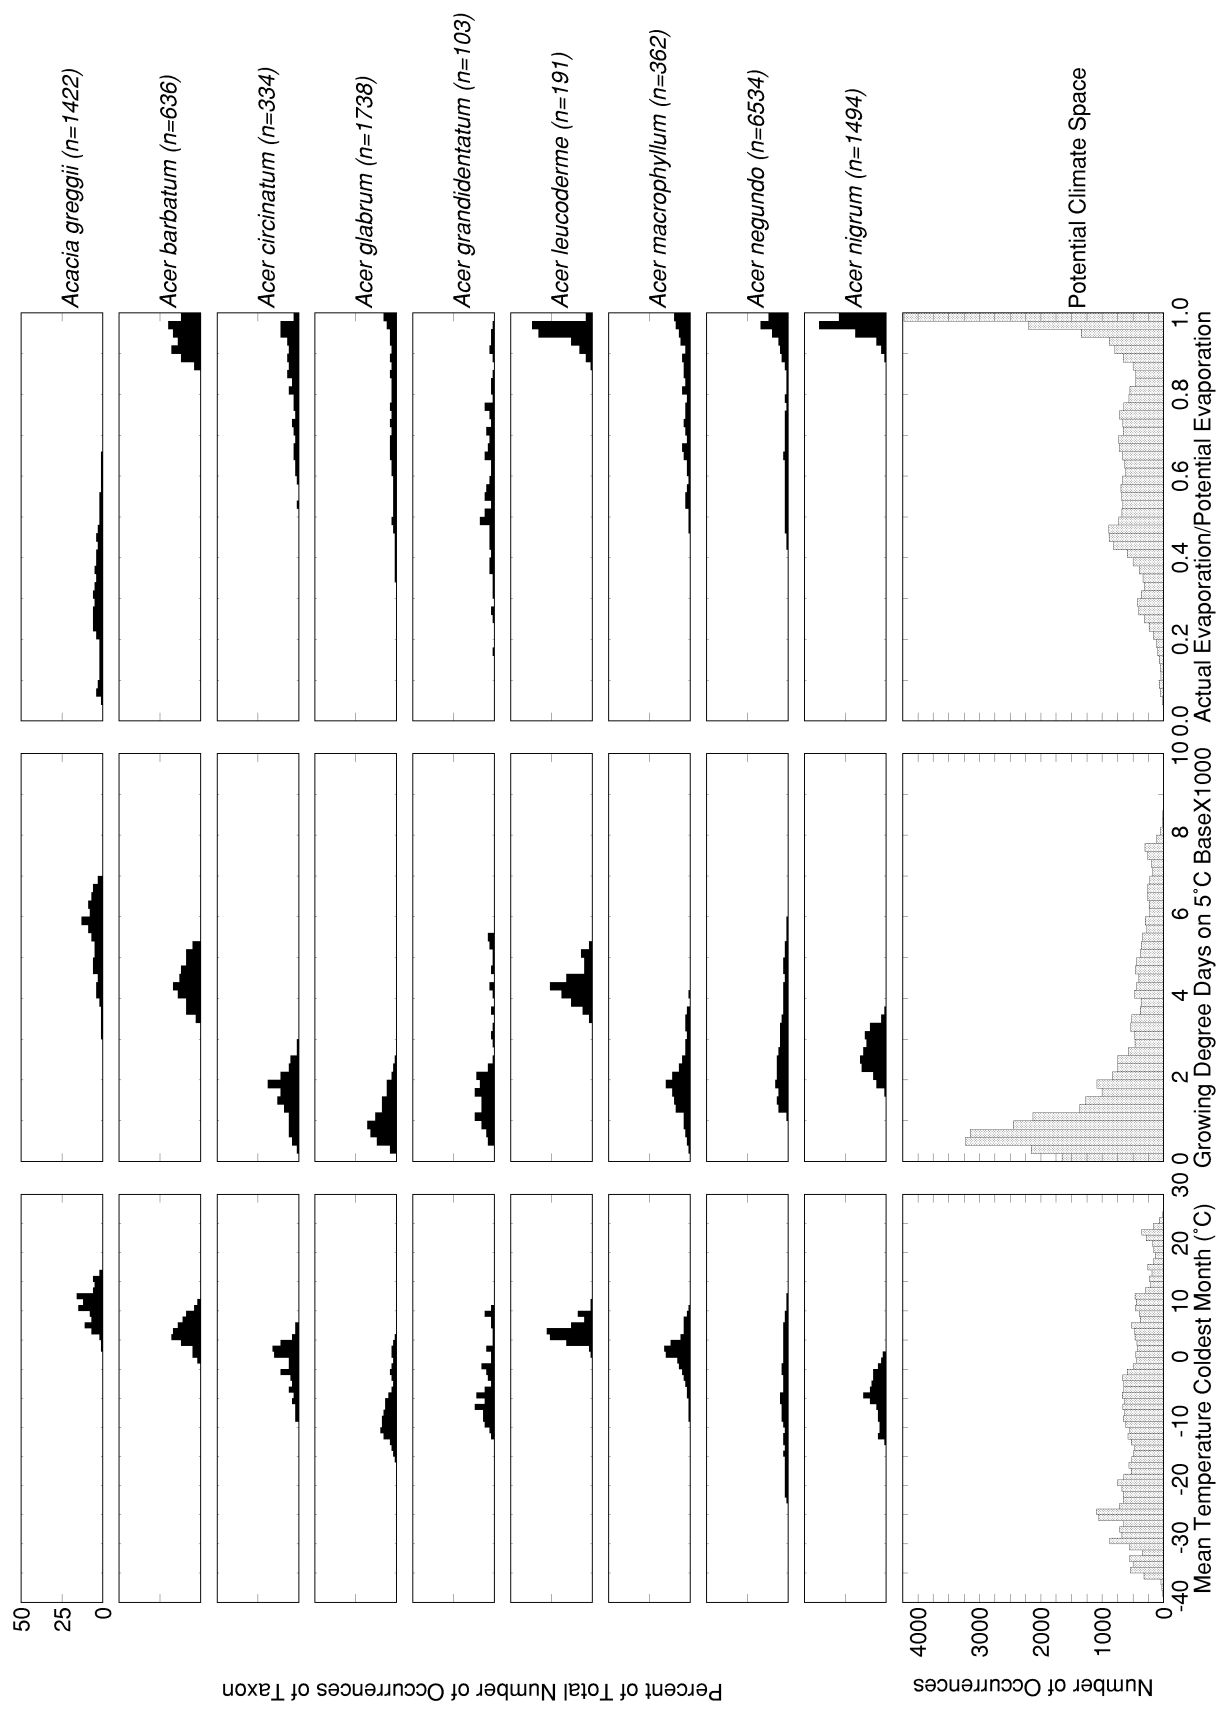 50
25
0
Acacia greggii (n=1422)
Acer barbatum (n=636)
Acer circinatum (n=334)
Acer glabrum (n=1738)
Acer grandidentatum (n=103)
Acer leucoderme (n=191)
Acer macrophyllum (n=362)
Acer negundo (n=6534)
Acer nigrum (n=1494)
Percent of Total Number of Occurrences of Taxon
Number of Occurrences
4000
3000
2000
1000
0
Potential Climate Space
-40 -30 -20 -10 0 10 20 30
Mean Temperature Coldest Month (°C)
0 2 4 6 8 10
Growing Degree Days on 5°C BaseX1000
0.0 0.2 0.4 0.6 0.8 1.0
Actual Evaporation/Potential Evaporation